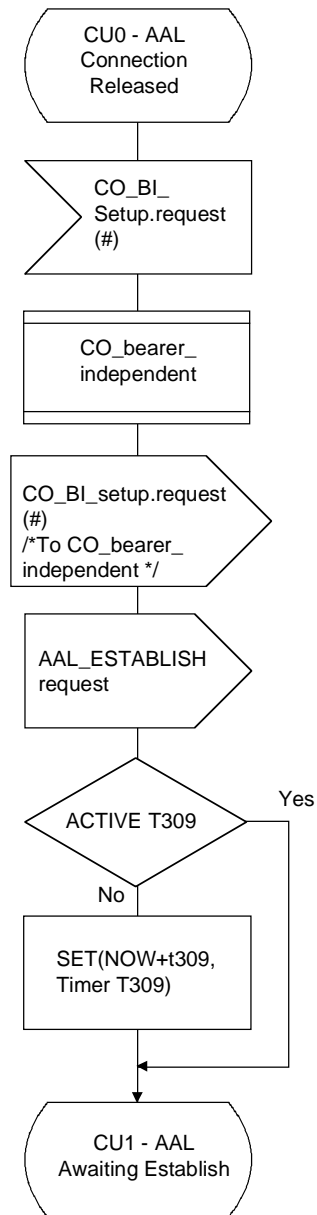 CU0 - AAL
Connection
Released
CO_BI_
Setup.request
(#)
CO_bearer_
independent
CO_BI_setup.request
(#)
/*To CO_bearer_
independent */
AAL_ESTABLISH
request
ACTIVE T309
Yes
No
SET(NOW+t309,
Timer T309)
CU1 - AAL
Awaiting Establish